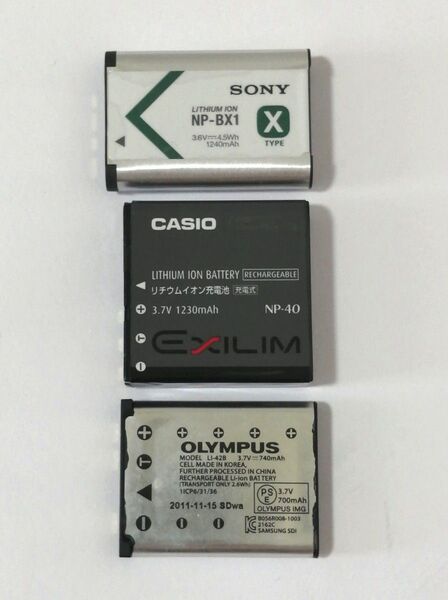 SONY
LITHIUM ION
NP-BX1
3.6V⎓4.5Wh
1240mAh
X
TYPE
CASIO
LITHIUM ION BATTERY RECHARGEABLE
リチウムイオン充電池 充電式
3.7V 1230mAh NP-40
EXILIM
OLYMPUS
MODEL LI-42B 3.7V⎓740mAh
CELL MADE IN KOREA,
FURTHER PROCESSED IN CHINA
RECHARGEABLE Li-ion BATTERY
(TRANSPORT ONLY 2.6Wh)
1ICP6/31/36
2011-11-15 SDwa
PS
E
3.7V
700mAh
OLYMPUS IMG
B056R008-1003
2162C
SAMSUNG SDI